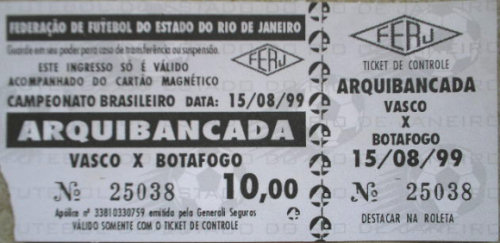 FEDERAÇÃO DE FUTEBOL DO ESTADO DO RIO DE JANEIRO
Guarde em seu poder para caso de transferência ou suspensão.
ESTE INGRESSO SÓ É VÁLIDO
ACOMPANHADO DO CARTÃO MAGNÉTICO
FERJ
CAMPEONATO BRASILEIRO DATA: 15/08/99
ARQUIBANCADA
VASCO X BOTAFOGO
Nº 25038 10,00
Apólice nº 33810330759 emitida pela Generali Seguros
VÁLIDO SOMENTE COM O TICKET DE CONTROLE
FERJ
TICKET DE CONTROLE
ARQUIBANCADA
VASCO
X
BOTAFOGO
15/08/99
Nº 25038
DESTACAR NA ROLETA